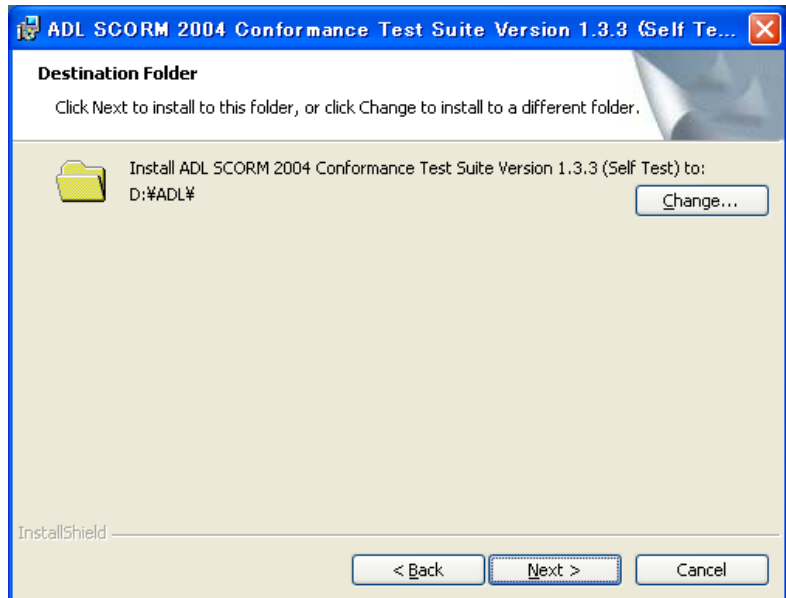 ADL SCORM 2004 Conformance Test Suite Version 1.3.3 (Self Te...
Destination Folder
Click Next to install to this folder, or click Change to install to a different folder.
Install ADL SCORM 2004 Conformance Test Suite Version 1.3.3 (Self Test) to:
D:¥ADL¥
Change...
InstallShield
< Back
Next >
Cancel